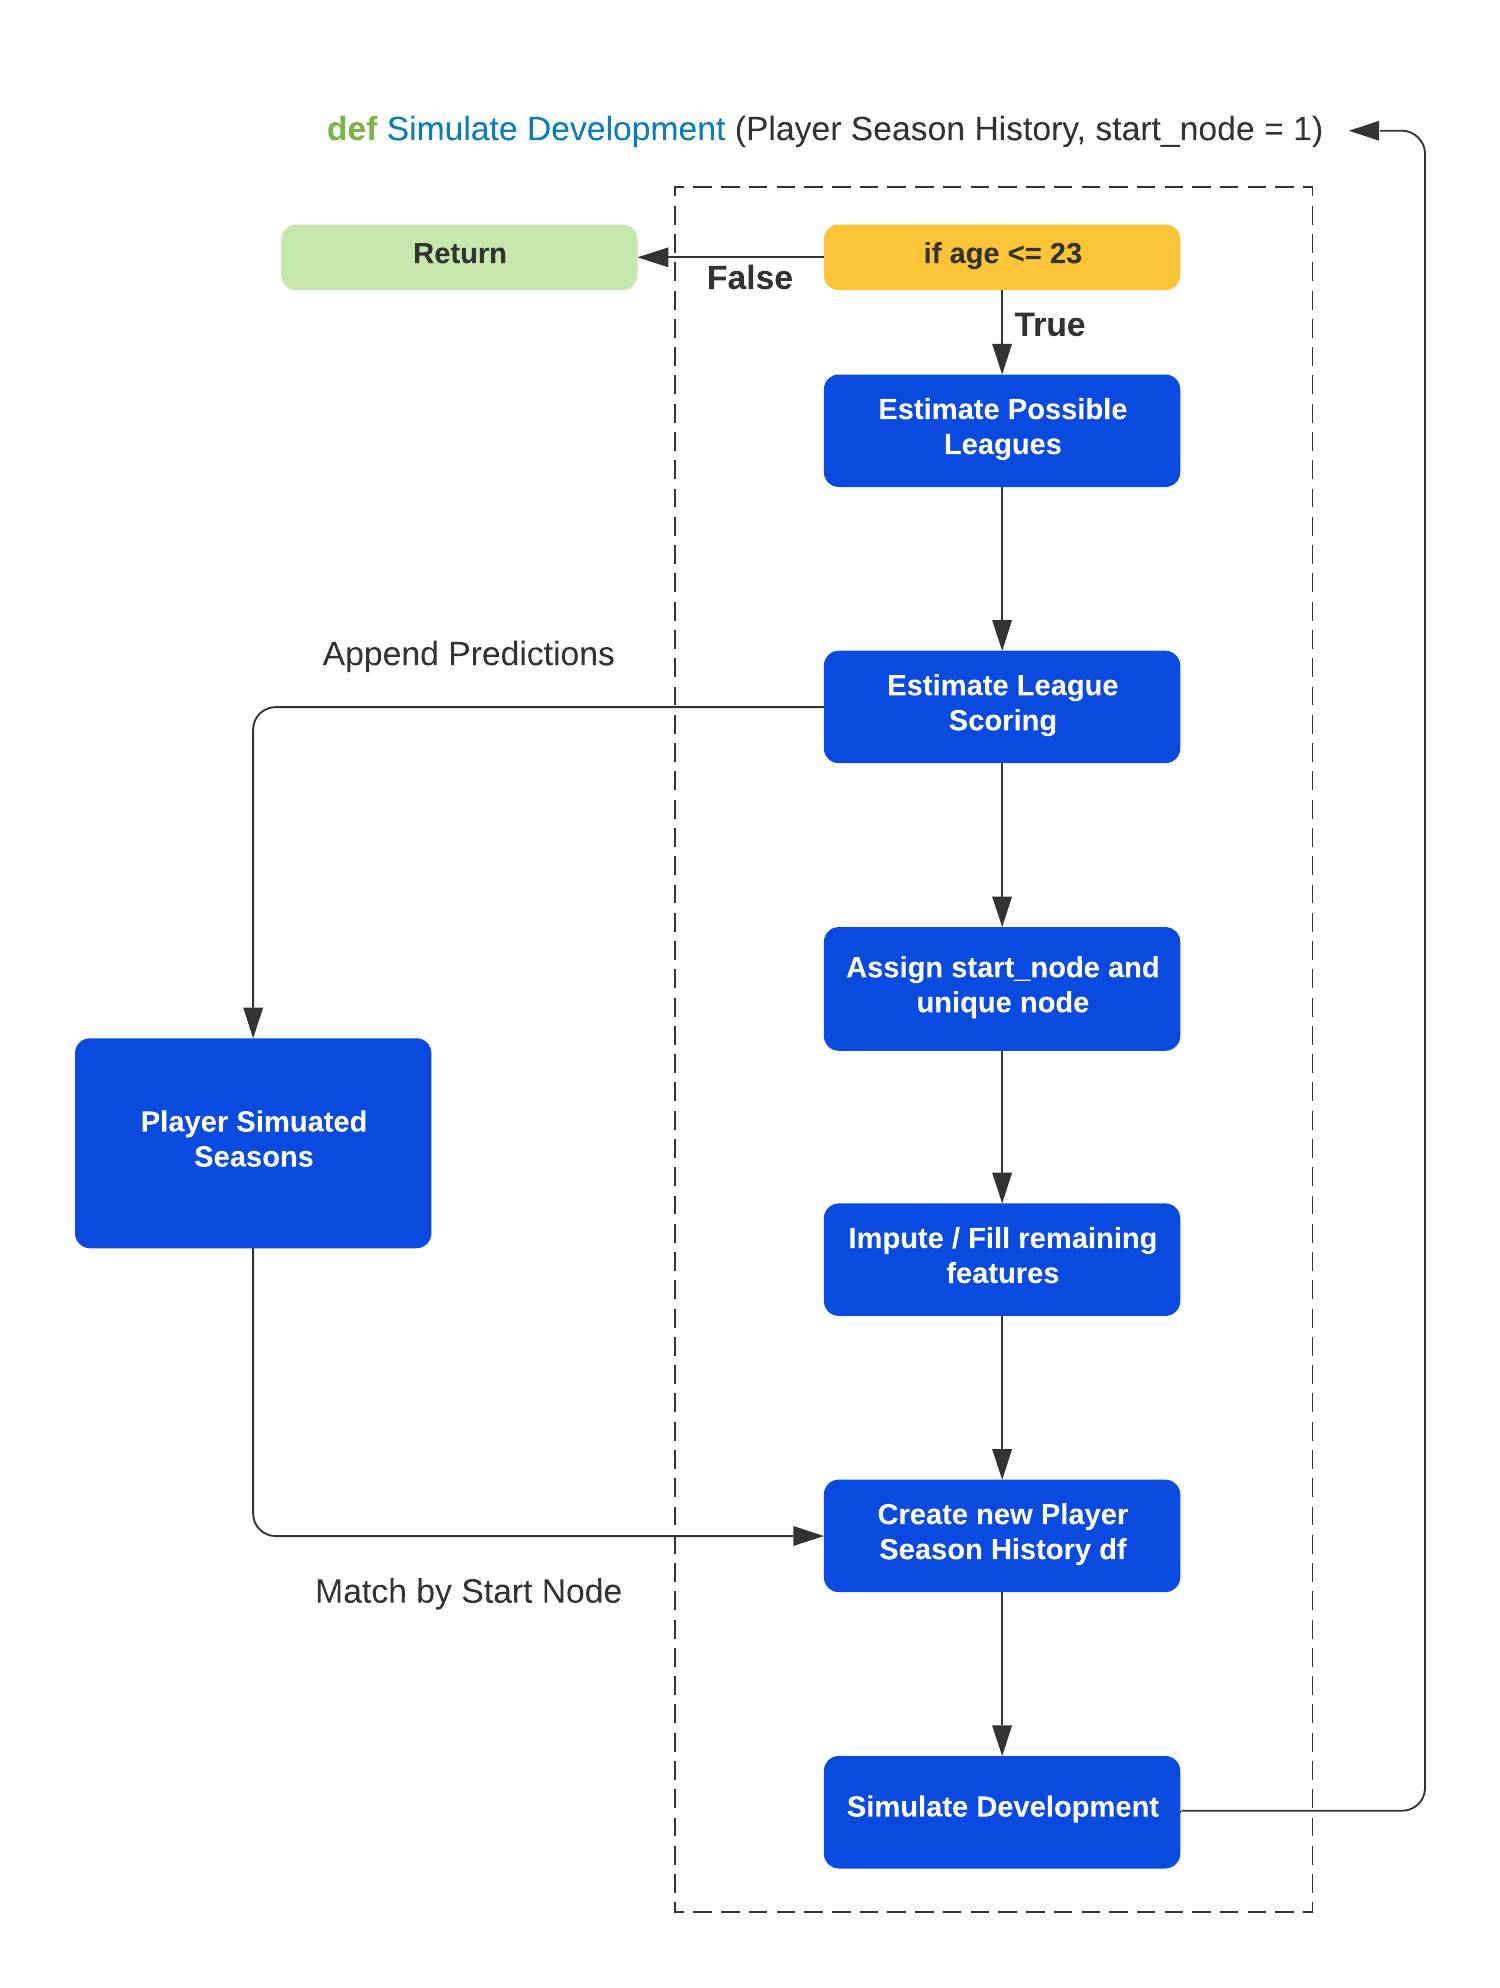 def Simulate Development (Player Season History, start_node = 1)
Return
if age <= 23
False
True
Estimate Possible
Leagues
Append Predictions
Estimate League
Scoring
Assign start_node and
unique node
Player Simuated
Seasons
Impute / Fill remaining
features
Create new Player
Season History df
Match by Start Node
Simulate Development